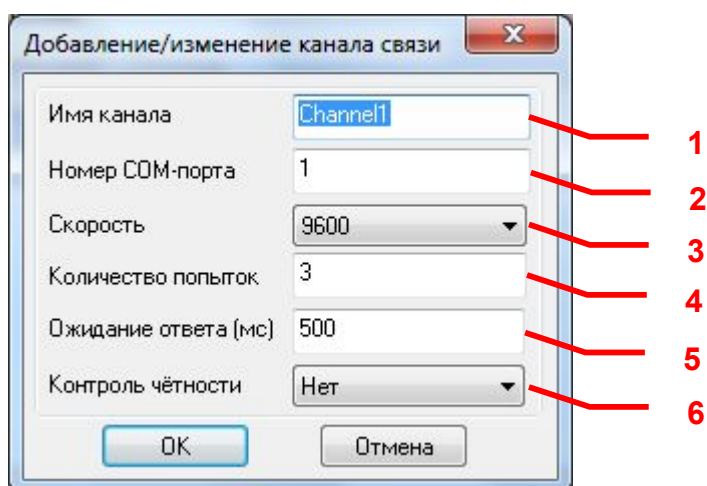 Добавление/изменение канала связи
Имя канала Channel1 1
Номер COM-порта 1 2
Скорость 9600 3
Количество попыток 3 4
Ожидание ответа (мс) 500 5
Контроль чётности Нет 6
OK Отмена